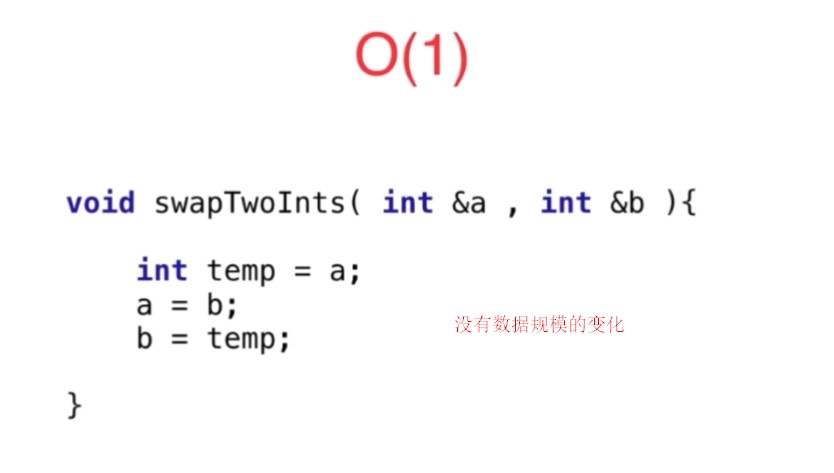 O(1)
void swapTwoInts( int &a , int &b ){
int temp = a;
a = b;
没有数据规模的变化
b = temp;
}